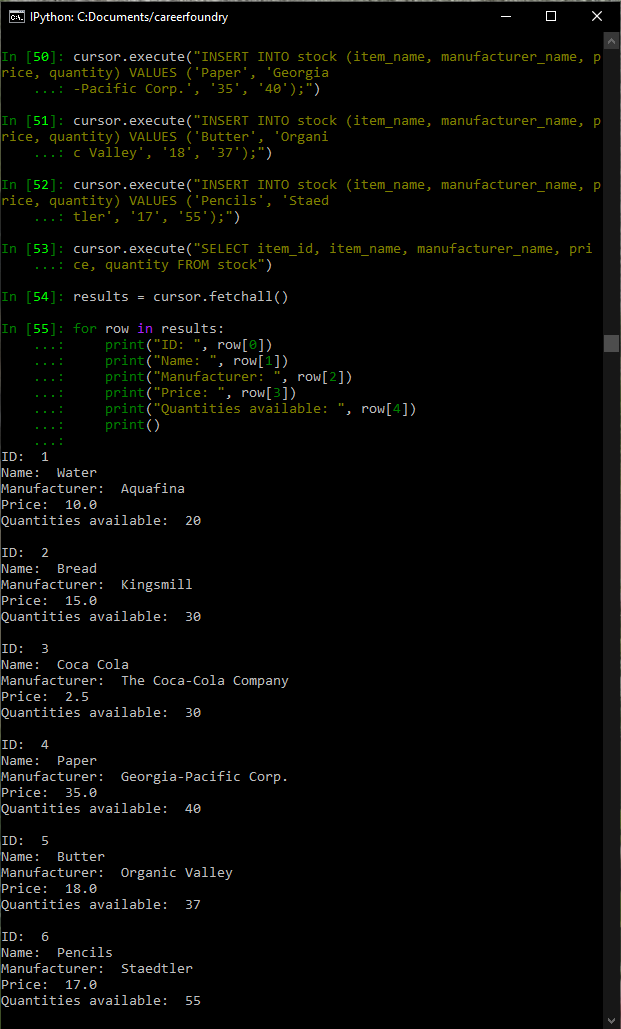 IPython: C:Documents/careerfoundry
In [50]: cursor.execute("INSERT INTO stock (item_name, manufacturer_name, p
rice, quantity) VALUES ('Paper', 'Georgia
    ...: -Pacific Corp.', '35', '40');")
In [51]: cursor.execute("INSERT INTO stock (item_name, manufacturer_name, p
rice, quantity) VALUES ('Butter', 'Organi
    ...: c Valley', '18', '37');")
In [52]: cursor.execute("INSERT INTO stock (item_name, manufacturer_name, p
rice, quantity) VALUES ('Pencils', 'Staed
    ...: tler', '17', '55');")
In [53]: cursor.execute("SELECT item_id, item_name, manufacturer_name, pri
    ...: ce, quantity FROM stock")
In [54]: results = cursor.fetchall()
In [55]: for row in results:
    ...:     print("ID: ", row[0])
    ...:     print("Name: ", row[1])
    ...:     print("Manufacturer: ", row[2])
    ...:     print("Price: ", row[3])
    ...:     print("Quantities available: ", row[4])
    ...:     print()
    ...:
ID:  1
Name:  Water
Manufacturer:  Aquafina
Price:  10.0
Quantities available:  20
ID:  2
Name:  Bread
Manufacturer:  Kingsmill
Price:  15.0
Quantities available:  30
ID:  3
Name:  Coca Cola
Manufacturer:  The Coca-Cola Company
Price:  2.5
Quantities available:  30
ID:  4
Name:  Paper
Manufacturer:  Georgia-Pacific Corp.
Price:  35.0
Quantities available:  40
ID:  5
Name:  Butter
Manufacturer:  Organic Valley
Price:  18.0
Quantities available:  37
ID:  6
Name:  Pencils
Manufacturer:  Staedtler
Price:  17.0
Quantities available:  55